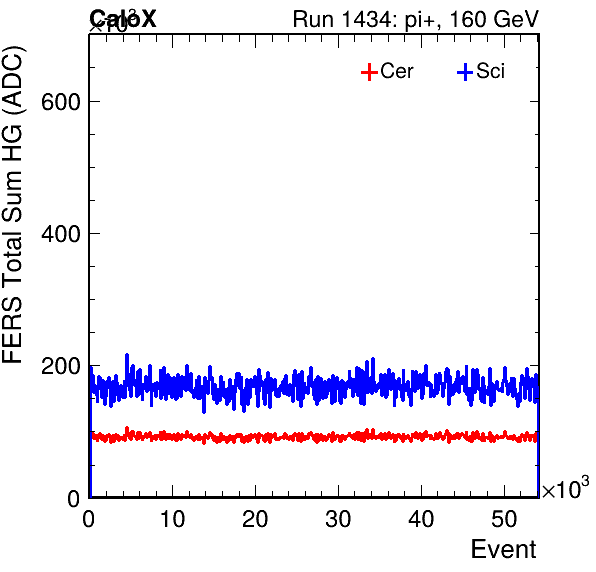 CaloX Run 1434: pi+, 160 GeV
×10³
FERS Total Sum HG (ADC)
Cer Sci
600
400
200
0
0 10 20 30 40 50 ×10³
Event